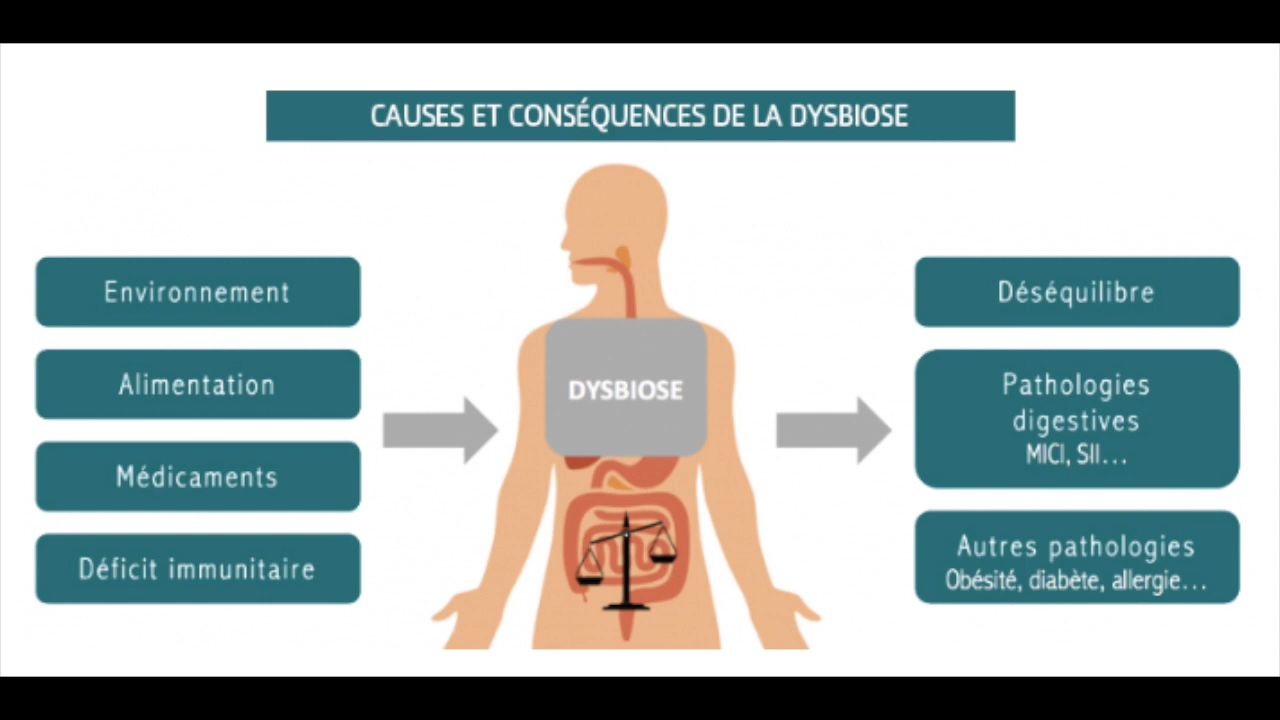 CAUSES ET CONSÉQUENCES DE LA DYSBIOSE
Environnement
Alimentation
Médicaments
Déficit immunitaire
DYSBIOSE
Déséquilibre
Pathologies
digestives
MICI, SII...
Autres pathologies
Obésité, diabète, allergie...